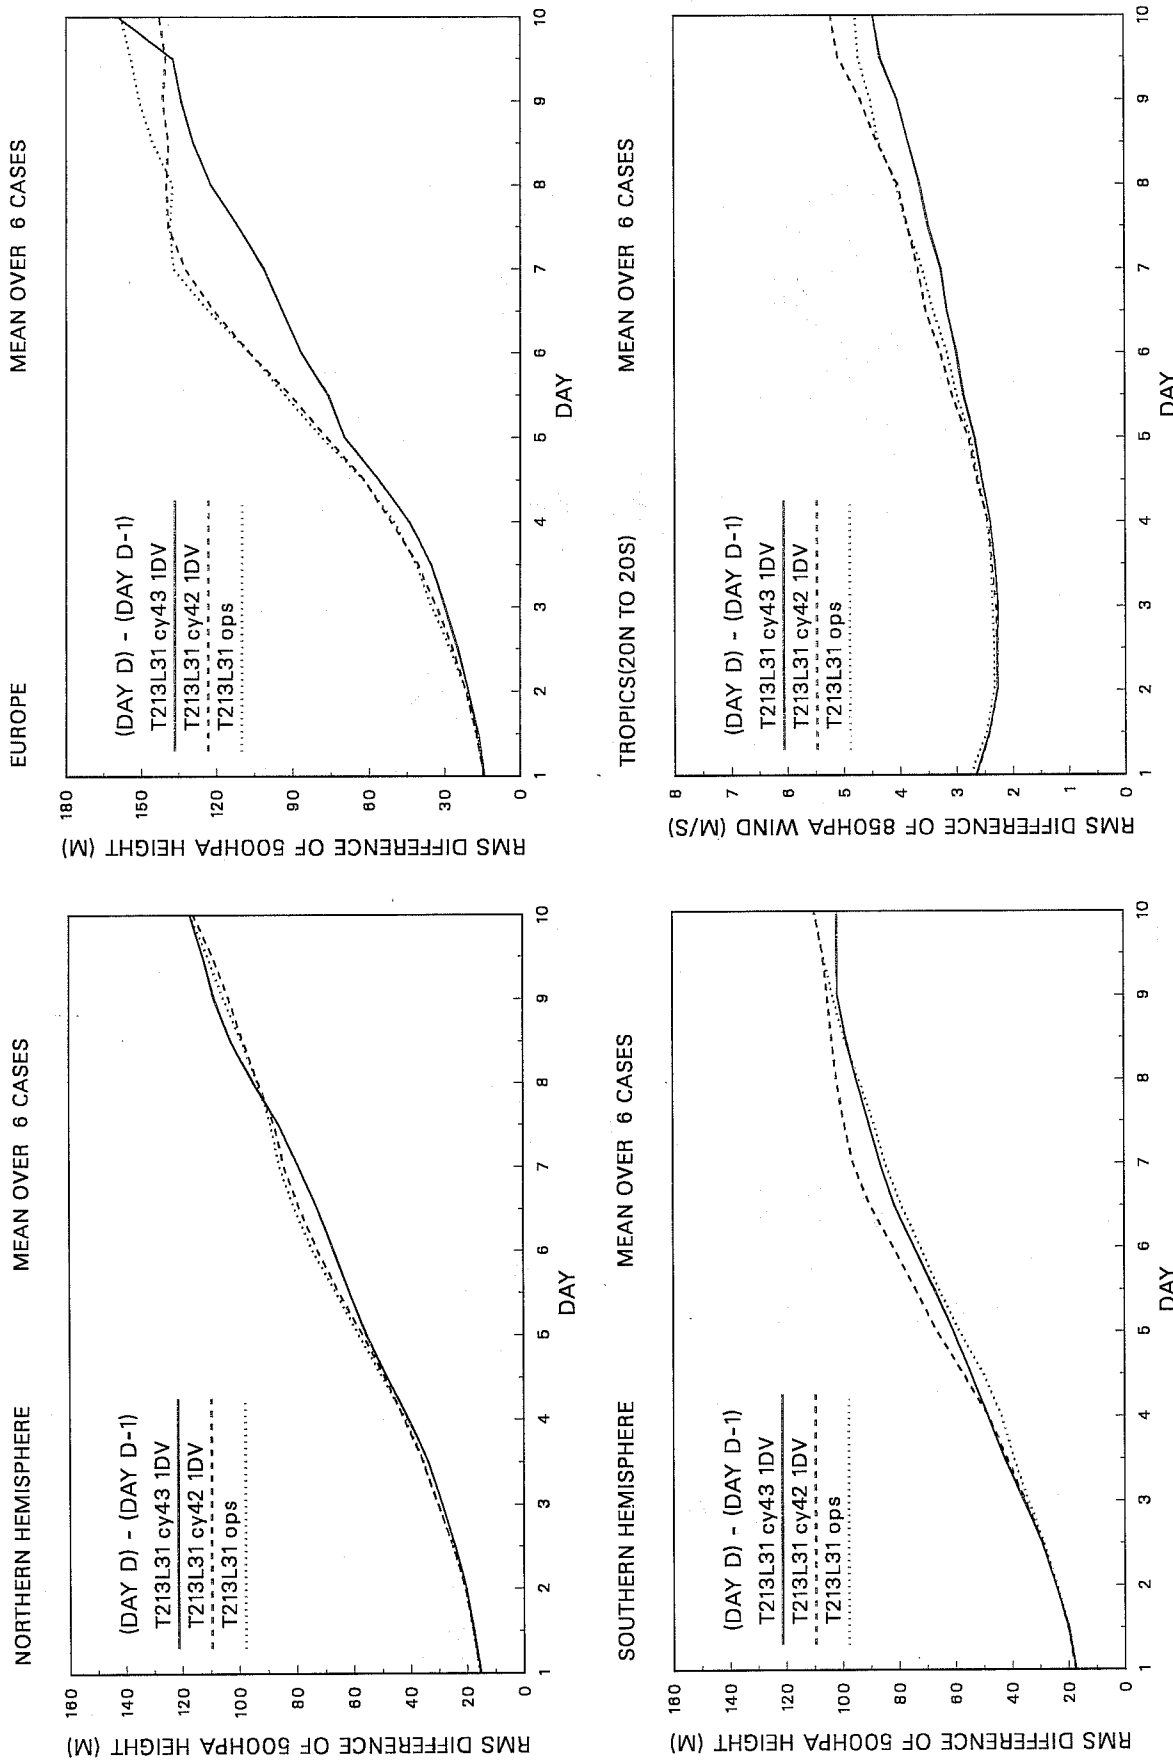 NORTHERN HEMISPHERE MEAN OVER 6 CASES
RMS DIFFERENCE OF 500HPA HEIGHT (M)
160
140
120
100
80
60
40
20
0
(DAY D) - (DAY D-1)
T213L31 cy43 1DV
T213L31 cy42 1DV
T213L31 ops
1 2 3 4 5 6 7 8 9 10
DAY
EUROPE MEAN OVER 6 CASES
RMS DIFFERENCE OF 500HPA HEIGHT (M)
180
150
120
90
60
30
0
(DAY D) - (DAY D-1)
T213L31 cy43 1DV
T213L31 cy42 1DV
T213L31 ops
1 2 3 4 5 6 7 8 9 10
DAY
SOUTHERN HEMISPHERE MEAN OVER 6 CASES
RMS DIFFERENCE OF 500HPA HEIGHT (M)
160
140
120
100
80
60
40
20
0
(DAY D) - (DAY D-1)
T213L31 cy43 1DV
T213L31 cy42 1DV
T213L31 ops
1 2 3 4 5 6 7 8 9 10
DAY
TROPICS(20N TO 20S) MEAN OVER 6 CASES
RMS DIFFERENCE OF 850HPA WIND (M/S)
8
7
6
5
4
3
2
1
0
(DAY D) - (DAY D-1)
T213L31 cy43 1DV
T213L31 cy42 1DV
T213L31 ops
1 2 3 4 5 6 7 8 9 10
DAY